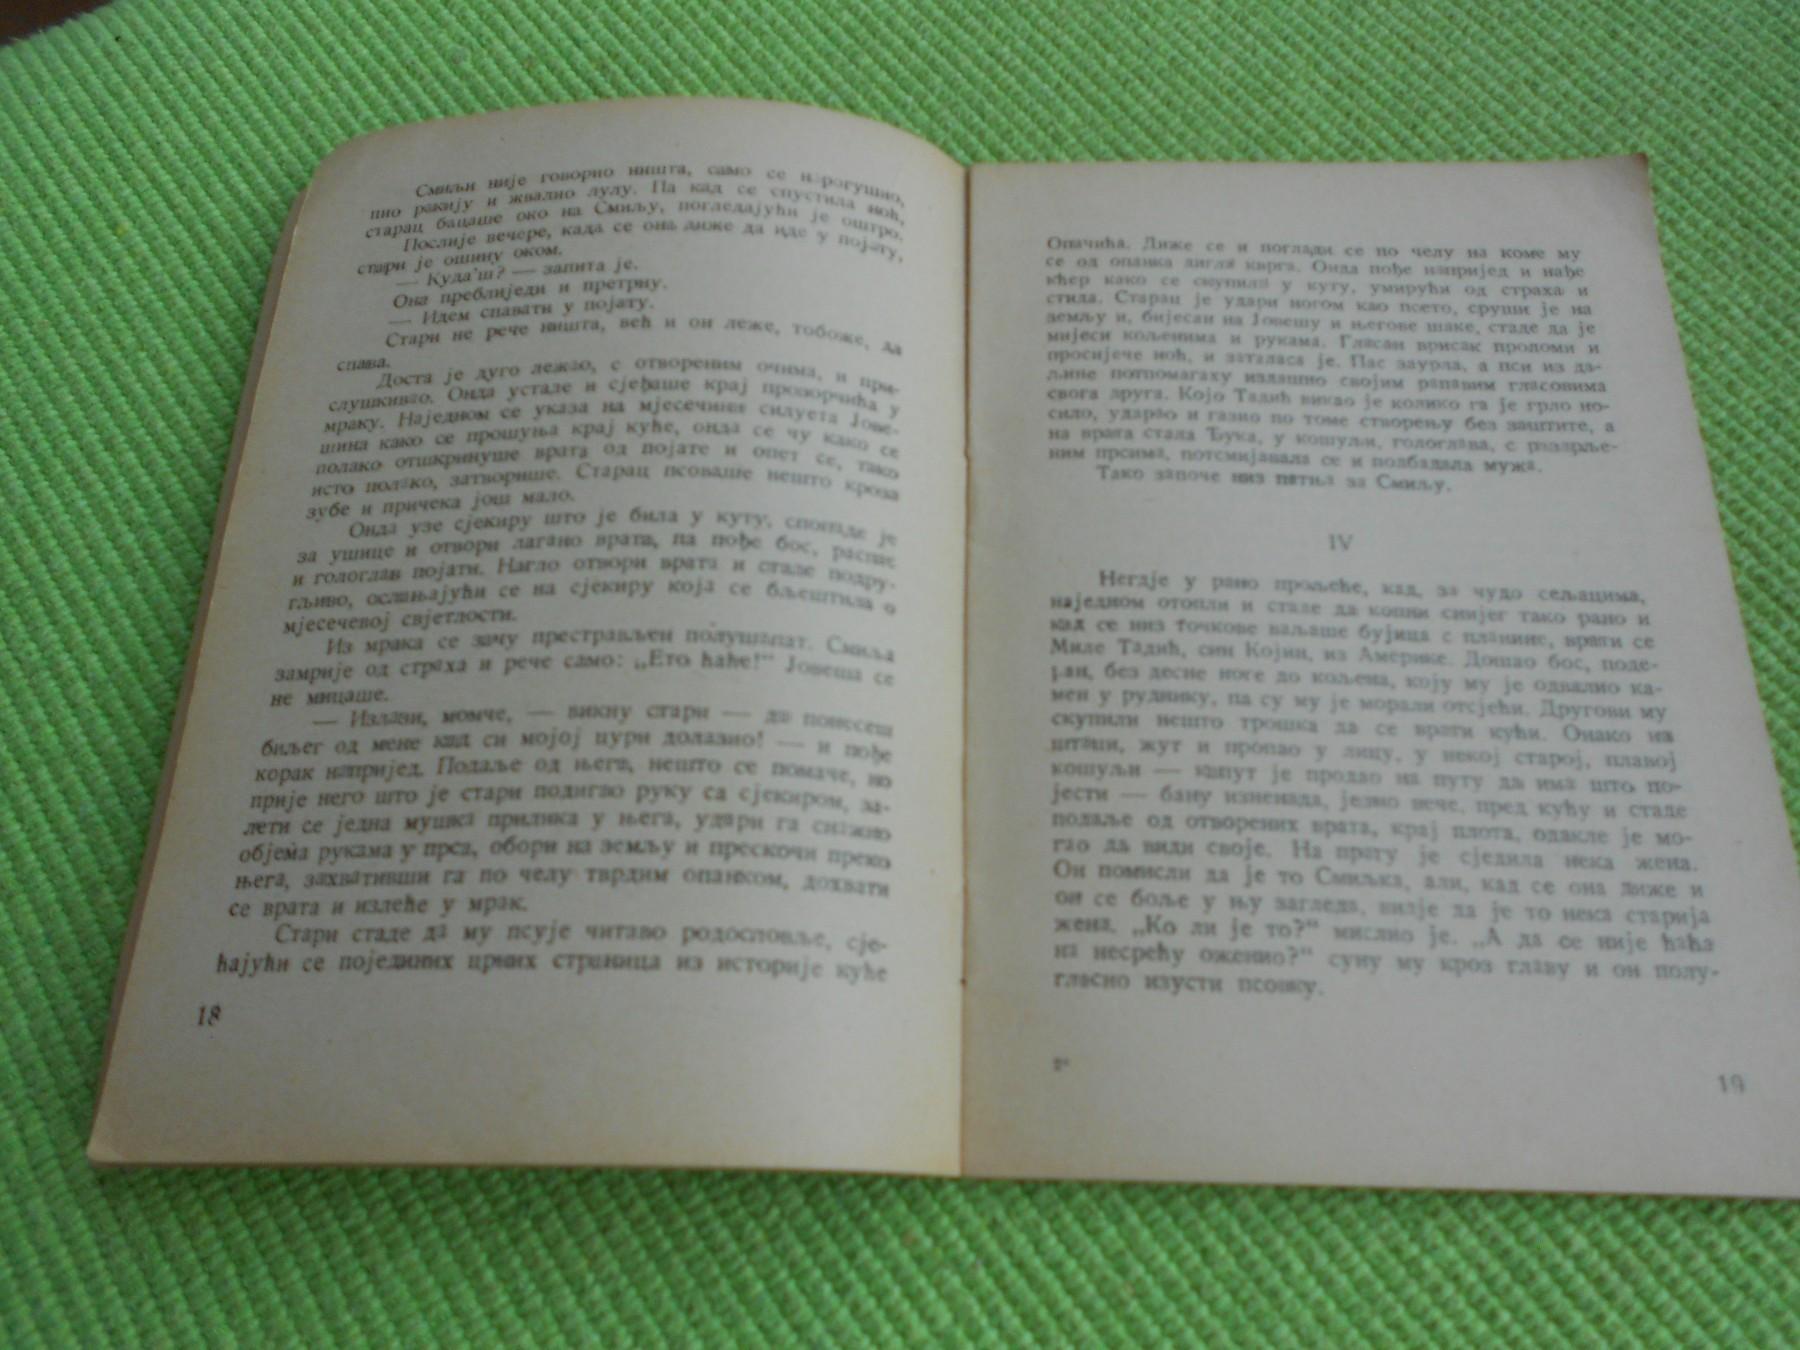 Смиљи није говорио ништа, само се нарогушио,
пио ракију и жвалио лулу. Па кад се спустила ноћ,
старац бацаше око на Смиљу, погледајући је оштро.
Послије вечере, када се она диже да иде у појату,
стари је ошину оком.
— Куда'ш? — запита је.
Она преблиједи и претрну.
— Идем спавати у појату.
Стари не рече ништа, већ и он леже, тобоже, да
спава.
Доста је дуго лежао, с отвореним очима, и при-
слушкивао. Онда устаде и сјеђаше крај прозорчића у
мраку. Наједном се указа на мјесечини силуета Јове-
шина како се прошуња крај куће, онда се чу како се
полако отшкринуше врата од појате и опет се, тако
исто полако, затворише. Старац псоваше нешто кроза
зубе и причека још мало.
Онда узе сјекиру што је била у куту, спопаде је
за ушице и отвори лагано врата, па пође бос, распас
и гологлав појати. Нагло отвори врата и стаде подру-
гљиво, ослањајући се на сјекиру која се бљештила о
мјесечевој свјетлости.
Из мрака се зачу престрављен полушапат. Смиља
замрије од страха и рече само: „Ето ћаће!“ Јовеша се
не мицаше.
— Излази, момче, — викну стари — да понесеш
биљег од мене кад си мојој цури долазио! — и пође
корак напријед. Подаље од њега, нешто се помаче, но
прије него што је стари подигао руку са сјекиром, за-
лети се једна мушка прилика у њега, удари га снажно
објема рукама у прса, обори на земљу и прескочи преко
њега, захвативши га по челу тврдим опанком, дохвати
се врата и излеће у мрак.
Стари стаде да му псује читаво родословље, сје-
ћајући се појединих црних страница из историје куће
18
Опачића. Диже се и поглади се по челу на коме му
се од опанка дигла кврга. Онда пође напријед и нађе
кћер како се скупила у куту, умирући од страха и
стида. Старац је удари ногом као псето, сруши је на
земљу и, бијесан на Јовешу и његове шаке, стаде да је
мијеси кољенима и рукама. Гласан врисак проломи и
просијече ноћ, и заталаса је. Пас заурла, а пси из да-
љине потпомагаху издашно својим рапавим гласовима
свога друга. Којо Тадић викао је колико га је грло но-
сило, ударао и газио по томе створењу без заштите, а
на врата стала Ђука, у кошуљи, гологлава, с раздрље-
ним прсима, потсмијавала се и подбадала мужа.
Тако започе низ патња за Смиљу.
IV
Негдје у рано прољеће, кад, за чудо сељацима,
наједном отопли и стаде да копни снијег тако рано и
кад се низ точкове ваљаше бујица с планине, врати се
Миле Тадић, син Којин, из Америке. Дошао бос, поде-
ран, без десне ноге до кољена, коју му је одвалио ка-
мен у руднику, па су му је морали отсјећи. Другови му
скупили нешто трошка да се врати кући. Онако на
штаци, жут и пропао у лицу, у некој старој, плавој
кошуљи — капут је продао на путу да има што по-
јести — бану изненада, једно вече, пред кућу и стаде
подаље од отворених врата, крај плота, одакле је мо-
гао да види своје. На прату је сједила нека жена.
Он помисли да је то Смиљка, али, кад се она диже и
он се боље у њу загледа, видје да је то нека старија
жена. „Ко ли је то?“ мислио је. „А да се није ћаћа
на несрећу оженио?“ суну му кроз главу и он полу-
гласно изусти псовку.
19